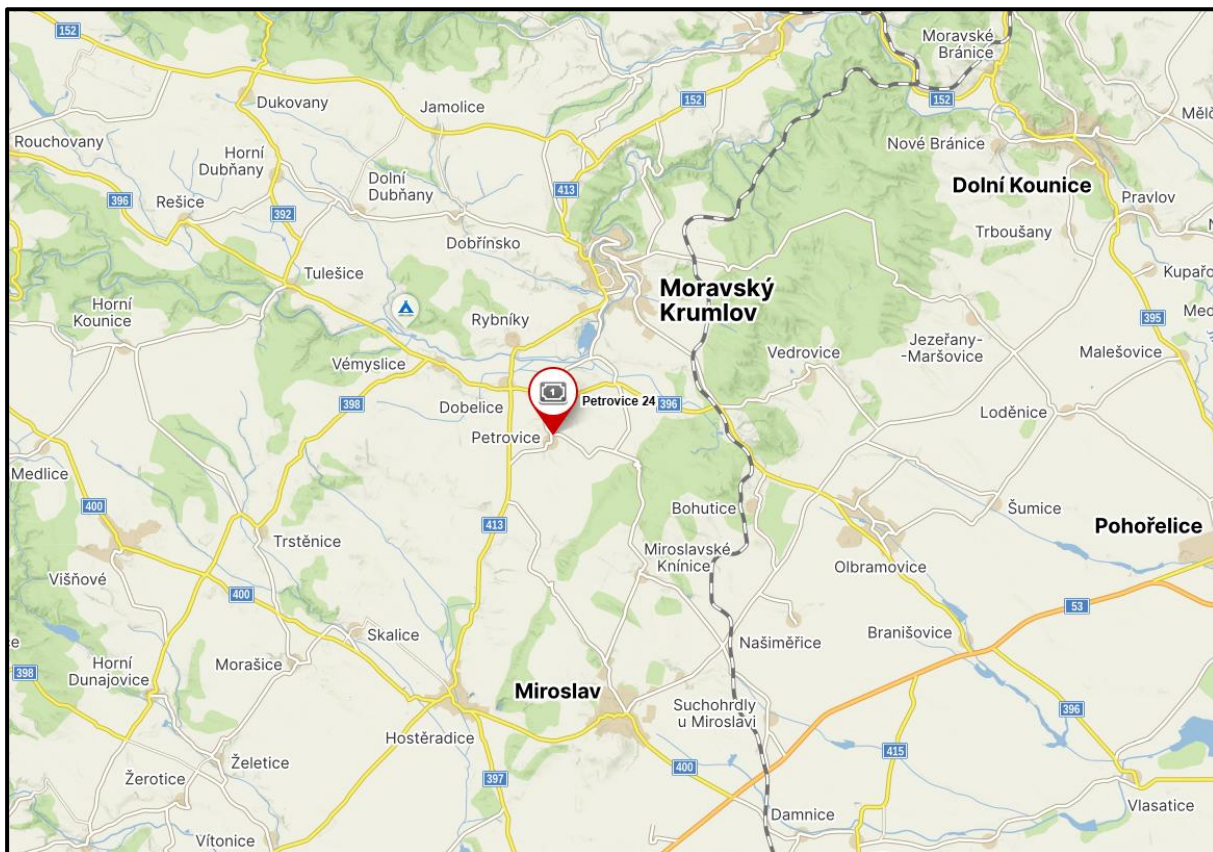 152
Moravské
Bránice
Dukovany
Jamolice
152
152
Rouchovany
Horní
Dubňany
Nové Bránice
Dolní
Dubňany
413
Dolní Kounice
396
Rešice
392
Pravlov
Trboušany
Dobřínsko
Tulešice
Moravský
Krumlov
Horní
Kounice
Rybníky
395
Jezeřany-
-Maršovice
Vedrovice
Malešovice
Vémyslice
1
Petrovice 24
396
398
Dobelice
Loděnice
Petrovice
Medlice
400
Bohutice
Šumice
413
Pohořelice
Trstěnice
Miroslavské
Knínice
Olbramovice
Višňové
400
53
Skalice
Našiměřice
Branišovice
Morašice
398
Horní
Dunajovice
Miroslav
Suchohrdly
u Miroslavi
396
Hostěradice
415
Želetice
400
Žerotice
397
Vlasatice
Damnice
Vítonice